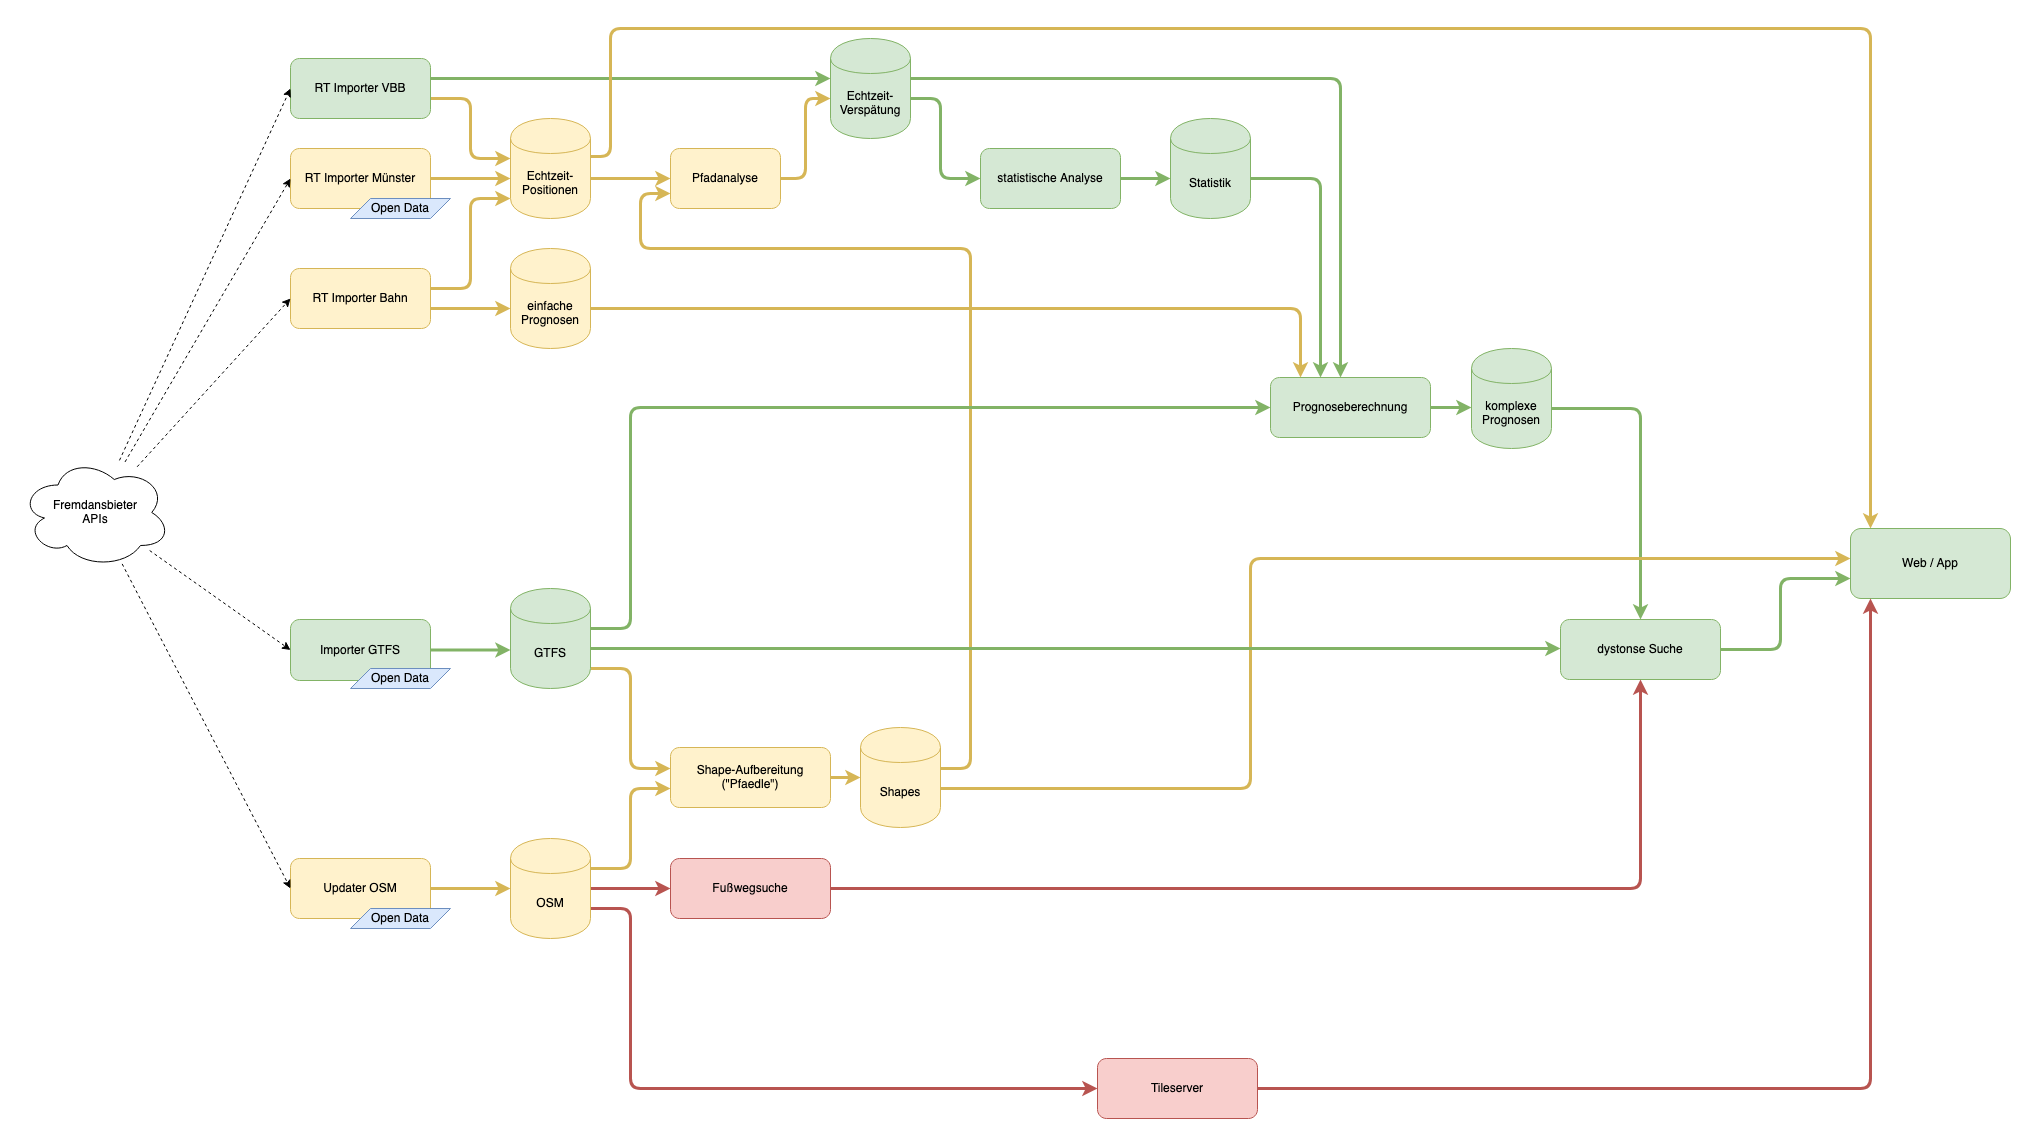 RT Importer VBB
Echtzeit-
Verspätung
RT Importer Münster
Open Data
Echtzeit-
Positionen
Pfadanalyse
statistische Analyse
Statistik
RT Importer Bahn
einfache
Prognosen
Prognoseberechnung
komplexe
Prognosen
Fremdansbieter
APIs
Web / App
Importer GTFS
Open Data
GTFS
dystonse Suche
Shape-Aufbereitung
("Pfaedle")
Shapes
Updater OSM
Open Data
OSM
Fußwegsuche
Tileserver